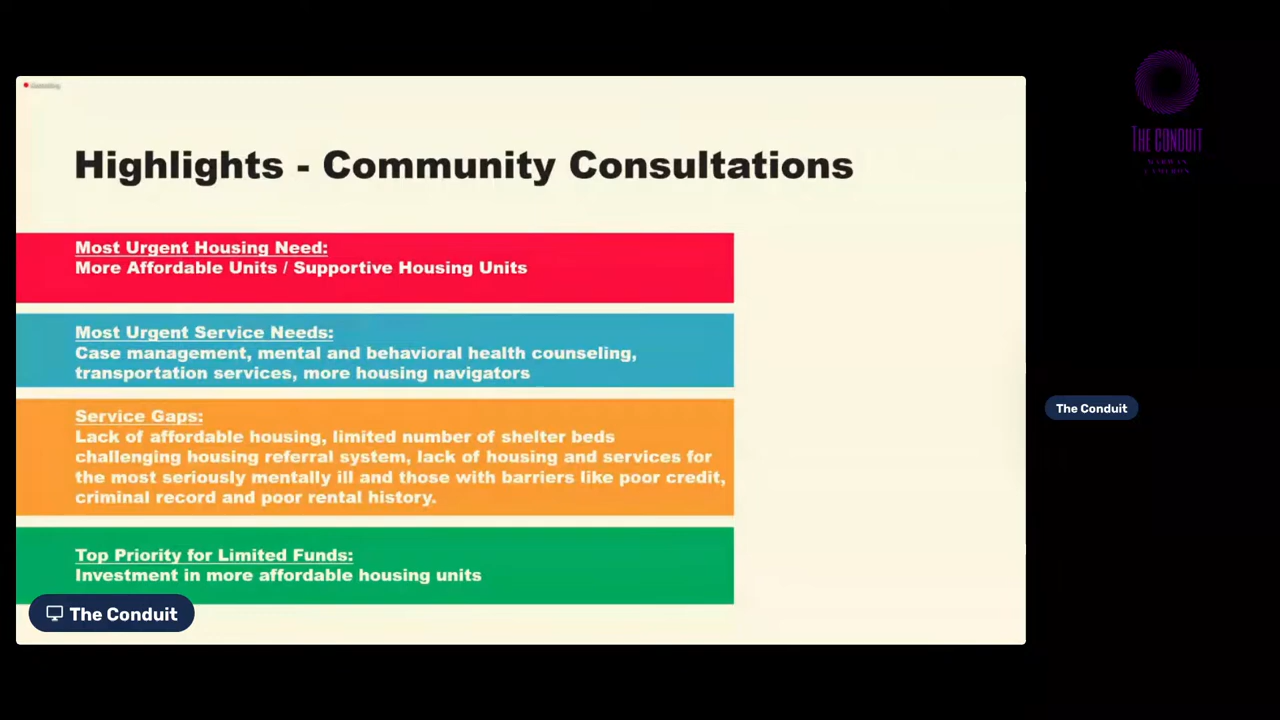 Highlights - Community Consultations
Most Urgent Housing Need:
More Affordable Units / Supportive Housing Units
Most Urgent Service Needs:
Case management, mental and behavioral health counseling,
transportation services, more housing navigators
Service Gaps:
Lack of affordable housing, limited number of shelter beds
challenging housing referral system, lack of housing and services for
the most seriously mentally ill and those with barriers like poor credit,
criminal record and poor rental history.
Top Priority for Limited Funds:
Investment in more affordable housing units
The Conduit
THE CONDUIT
CAMERON
The Conduit